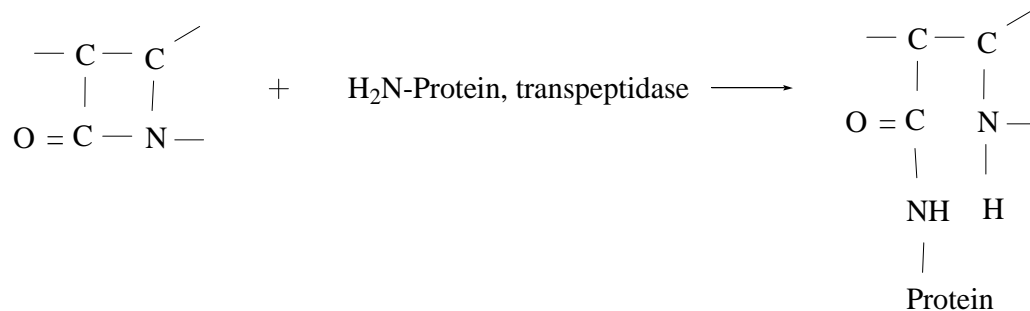 C C C C
+ H₂N-Protein, transpeptidase
O = C N O = C N
NH H
Protein